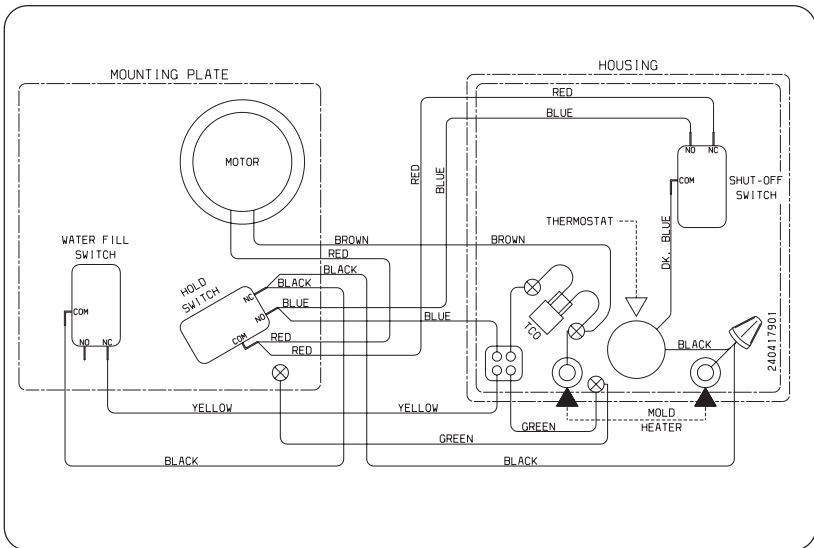 MOUNTING PLATE
HOUSING
RED
BLUE
MOTOR
RED
BLUE
NO
NC
COM
SHUT-OFF
SWITCH
THERMOSTAT
DK. BLUE
WATER FILL
SWITCH
BROWN
BROWN
RED
BLACK
BLACK
HOLD
SWITCH
NC
NO
COM
BLUE
BLUE
RED
RED
COM
NO
NC
TCO
BLACK
240417901
YELLOW
YELLOW
MOLD
HEATER
GREEN
GREEN
BLACK
BLACK